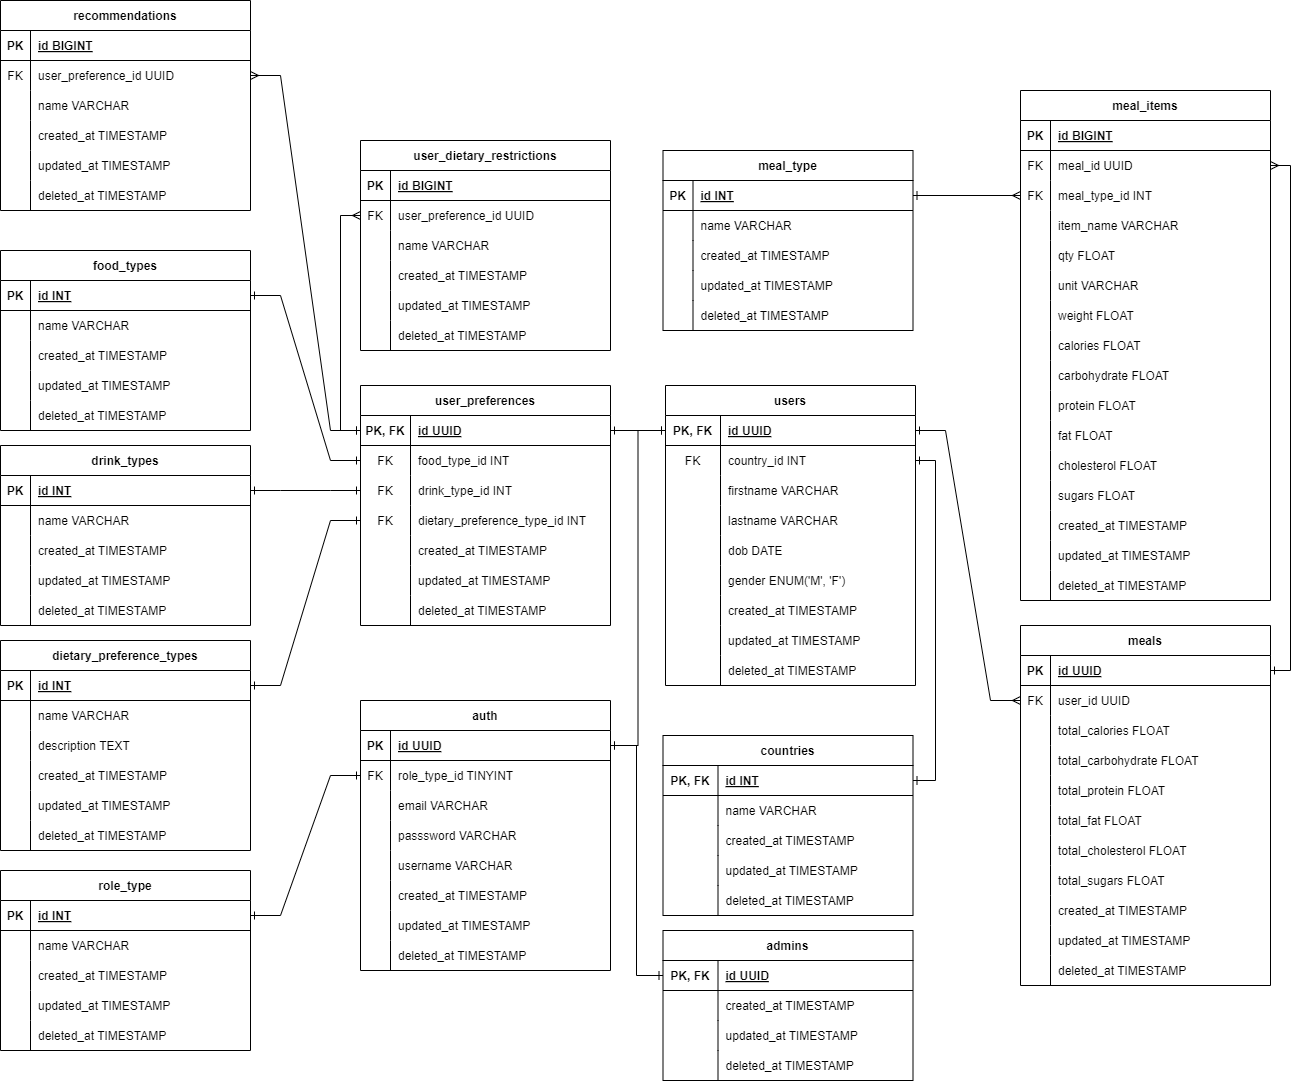 recommendations
PK id BIGINT
FK user_preference_id UUID
name VARCHAR
created_at TIMESTAMP
updated_at TIMESTAMP
deleted_at TIMESTAMP
food_types
PK id INT
name VARCHAR
created_at TIMESTAMP
updated_at TIMESTAMP
deleted_at TIMESTAMP
drink_types
PK id INT
name VARCHAR
created_at TIMESTAMP
updated_at TIMESTAMP
deleted_at TIMESTAMP
dietary_preference_types
PK id INT
name VARCHAR
description TEXT
created_at TIMESTAMP
updated_at TIMESTAMP
deleted_at TIMESTAMP
role_type
PK id INT
name VARCHAR
created_at TIMESTAMP
updated_at TIMESTAMP
deleted_at TIMESTAMP
user_dietary_restrictions
PK id BIGINT
FK user_preference_id UUID
name VARCHAR
created_at TIMESTAMP
updated_at TIMESTAMP
deleted_at TIMESTAMP
user_preferences
PK, FK id UUID
FK food_type_id INT
FK drink_type_id INT
FK dietary_preference_type_id INT
created_at TIMESTAMP
updated_at TIMESTAMP
deleted_at TIMESTAMP
auth
PK id UUID
FK role_type_id TINYINT
email VARCHAR
passsword VARCHAR
username VARCHAR
created_at TIMESTAMP
updated_at TIMESTAMP
deleted_at TIMESTAMP
meal_type
PK id INT
name VARCHAR
created_at TIMESTAMP
updated_at TIMESTAMP
deleted_at TIMESTAMP
users
PK, FK id UUID
FK country_id INT
firstname VARCHAR
lastname VARCHAR
dob DATE
gender ENUM('M', 'F')
created_at TIMESTAMP
updated_at TIMESTAMP
deleted_at TIMESTAMP
countries
PK, FK id INT
name VARCHAR
created_at TIMESTAMP
updated_at TIMESTAMP
deleted_at TIMESTAMP
admins
PK, FK id UUID
created_at TIMESTAMP
updated_at TIMESTAMP
deleted_at TIMESTAMP
meal_items
PK id BIGINT
FK meal_id UUID
FK meal_type_id INT
item_name VARCHAR
qty FLOAT
unit VARCHAR
weight FLOAT
calories FLOAT
carbohydrate FLOAT
protein FLOAT
fat FLOAT
cholesterol FLOAT
sugars FLOAT
created_at TIMESTAMP
updated_at TIMESTAMP
deleted_at TIMESTAMP
meals
PK id UUID
FK user_id UUID
total_calories FLOAT
total_carbohydrate FLOAT
total_protein FLOAT
total_fat FLOAT
total_cholesterol FLOAT
total_sugars FLOAT
created_at TIMESTAMP
updated_at TIMESTAMP
deleted_at TIMESTAMP